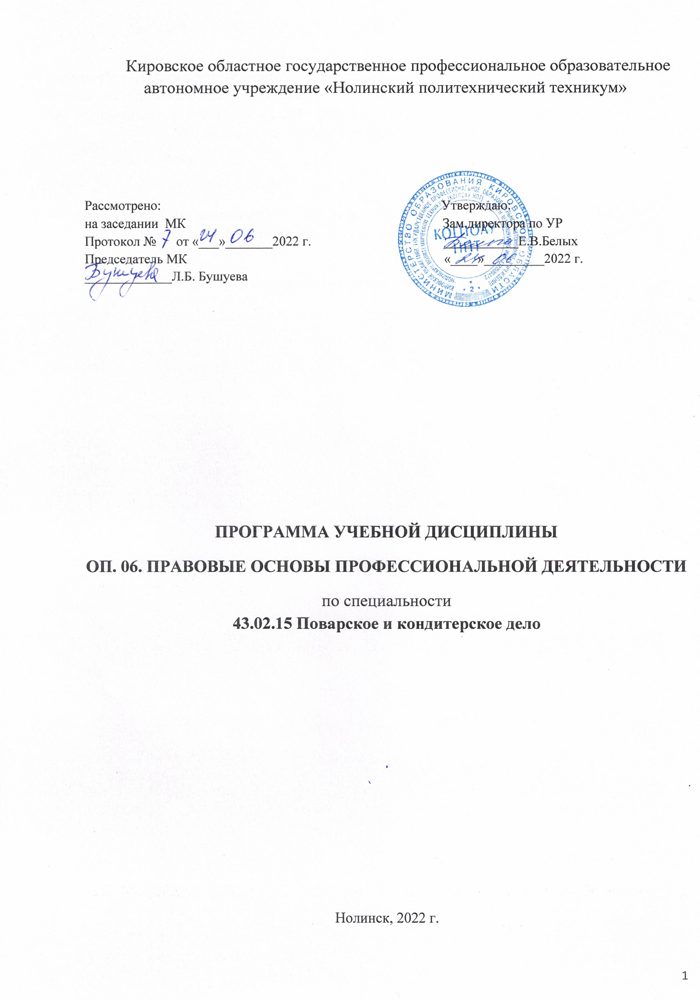 Кировское областное государственное профессиональное образовательное
автономное учреждение «Нолинский политехнический техникум»
Рассмотрено:
на заседании МК
Протокол № 7 от «24» 06 2022 г.
Председатель МК
Бушуева Л.Б. Бушуева
Утверждаю:
Зам.директора по УР
Е.В.Белых
«24» 06 2022 г.
МИНИСТЕРСТВО ОБРАЗОВАНИЯ КИРОВСКОЙ ОБЛАСТИ
КОГПОАУ
НПТ
* 2 *
ПРОГРАММА УЧЕБНОЙ ДИСЦИПЛИНЫ
ОП. 06. ПРАВОВЫЕ ОСНОВЫ ПРОФЕССИОНАЛЬНОЙ ДЕЯТЕЛЬНОСТИ
по специальности
43.02.15 Поварское и кондитерское дело
Нолинск, 2022 г.
1